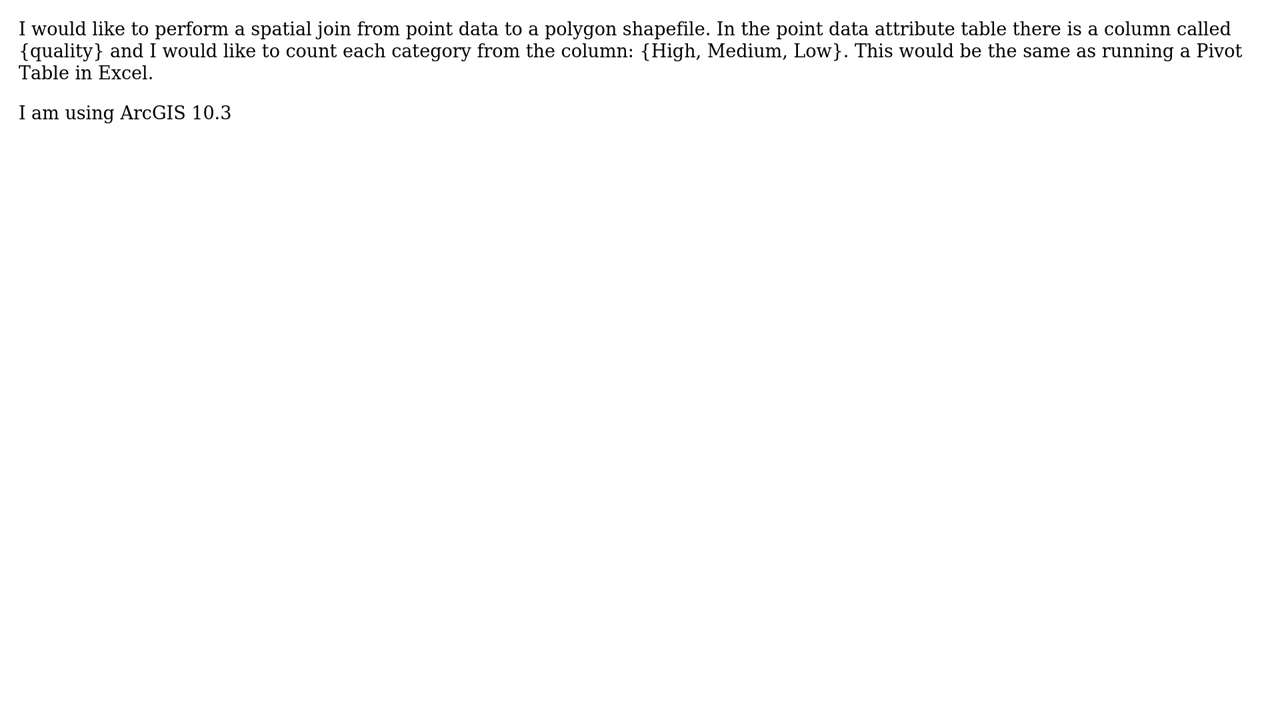 I would like to perform a spatial join from point data to a polygon shapefile. In the point data attribute table there is a column called
{quality} and I would like to count each category from the column: {High, Medium, Low}. This would be the same as running a Pivot
Table in Excel.
I am using ArcGIS 10.3